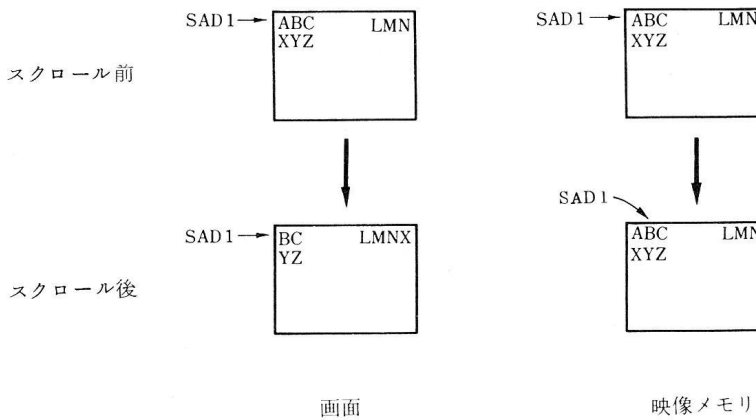 SAD1
ABC LMN
XYZ
SAD1
ABC LMN
XYZ
スクロール前
SAD1
BC LMNX
YZ
SAD1
ABC LMN
XYZ
スクロール後
画面
映像メモリ